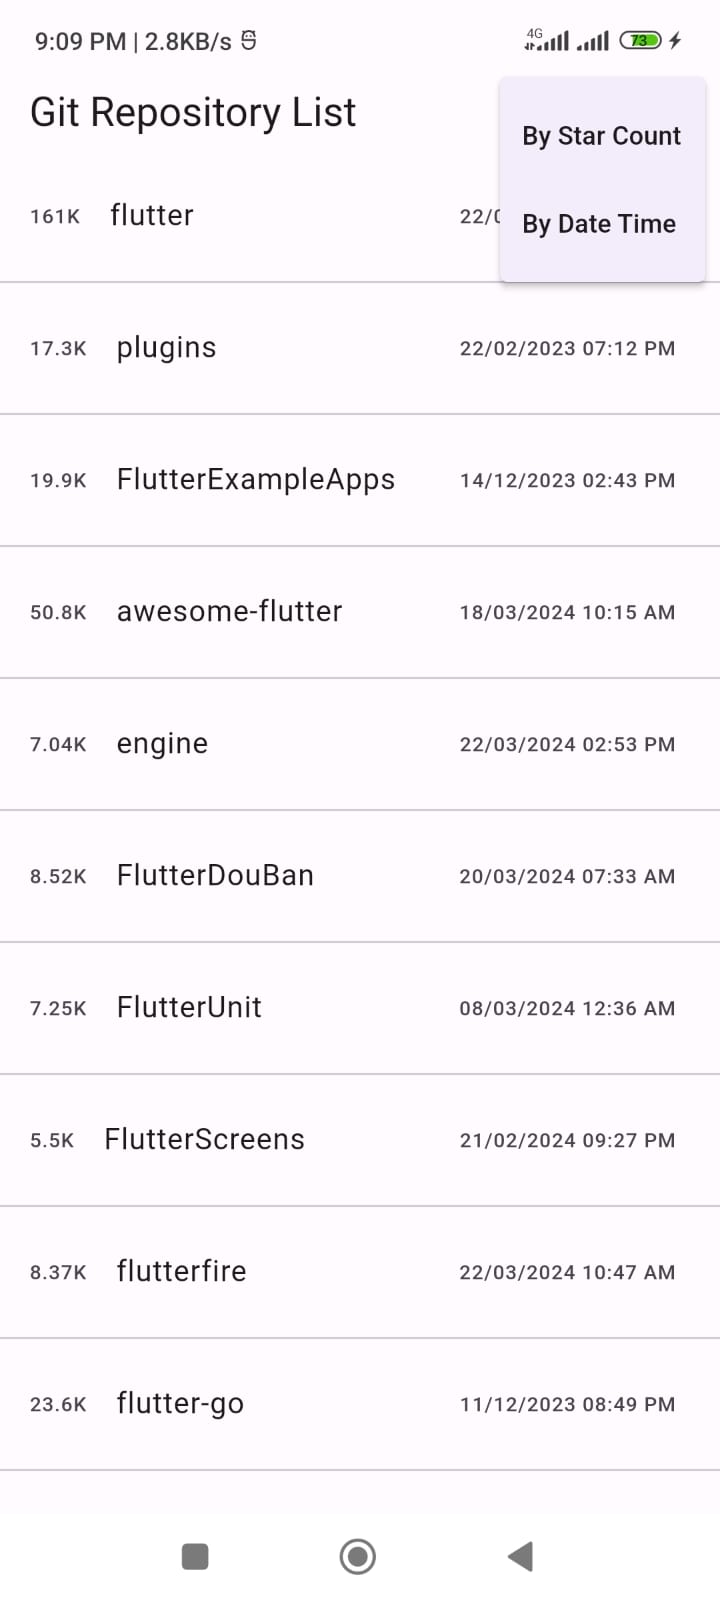 9:09 PM | 2.8KB/s
4G
73
Git Repository List
By Star Count
By Date Time
161K flutter
17.3K plugins 22/02/2023 07:12 PM
19.9K FlutterExampleApps 14/12/2023 02:43 PM
50.8K awesome-flutter 18/03/2024 10:15 AM
7.04K engine 22/03/2024 02:53 PM
8.52K FlutterDouBan 20/03/2024 07:33 AM
7.25K FlutterUnit 08/03/2024 12:36 AM
5.5K FlutterScreens 21/02/2024 09:27 PM
8.37K flutterfire 22/03/2024 10:47 AM
23.6K flutter-go 11/12/2023 08:49 PM